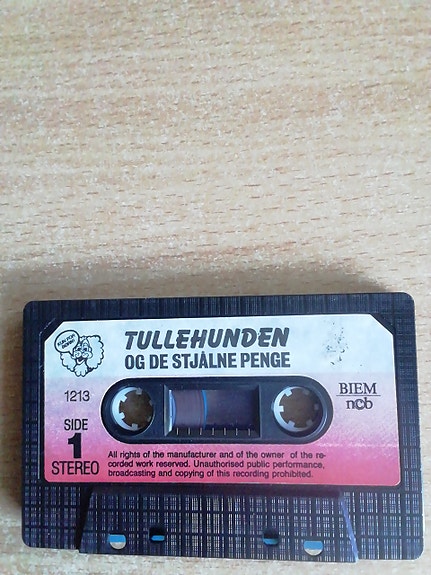 TULLEHUNDEN
OG DE STJÅLNE PENGE
1213
BIEM
ncb
SIDE
1
STEREO
All rights of the manufacturer and of the owner of the re-
corded work reserved. Unauthorised public performance,
broadcasting and copying of this recording prohibited.